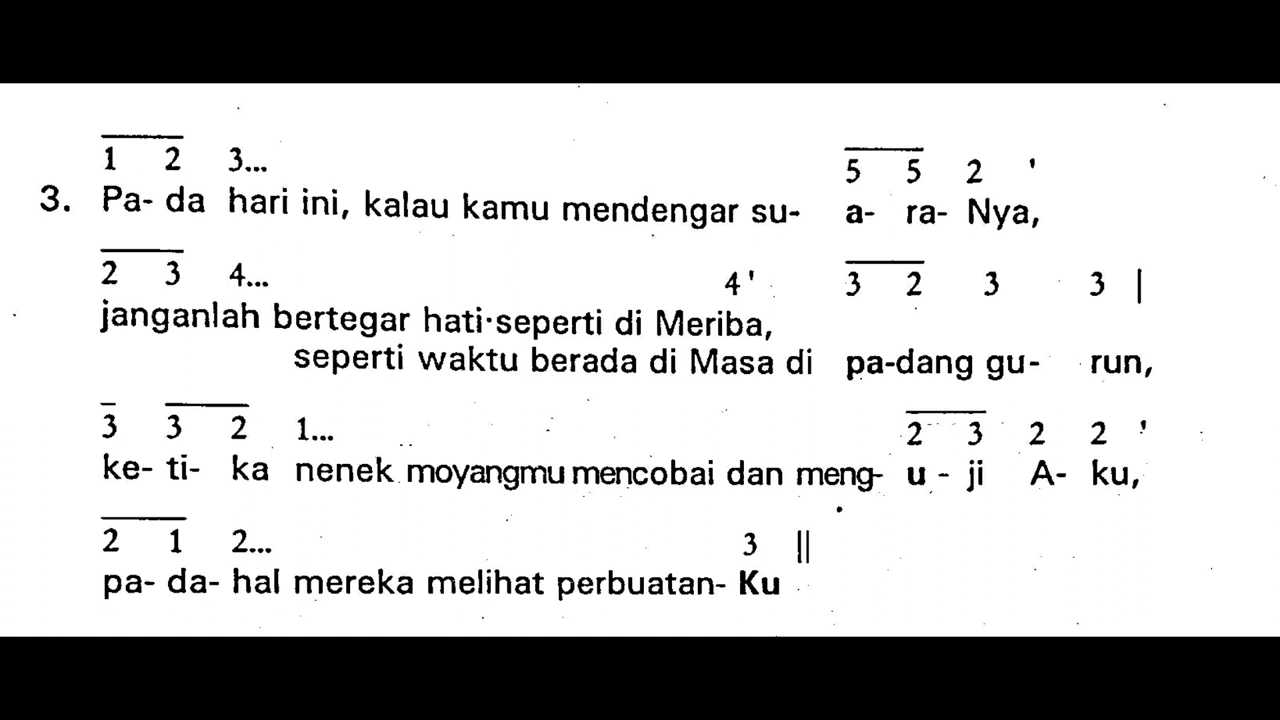 1 2 3... 5 5 2 '
3. Pa- da hari ini, kalau kamu mendengar su- a- ra- Nya,
2 3 4... 4' 3 2 3 3 |
janganlah bertegar hati·seperti di Meriba,
seperti waktu berada di Masa di pa-dang gu- run,
3 3 2 1... 2 3 2 2 '
ke- ti- ka nenek moyangmu mencobai dan meng- u - ji A- ku,
2 1 2... 3 ||
pa- da- hal mereka melihat perbuatan- Ku